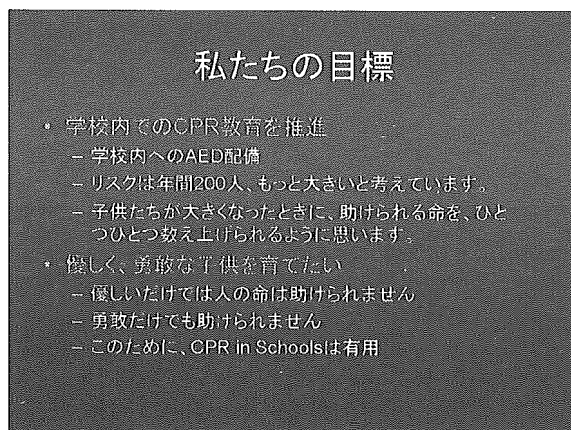 私たちの目標
• 学校内でのCPR教育を推進
– 学校内へのAED配備
– リスクは年間200人、もっと大きいと考えています。
– 子供たちが大きくなったときに、助けられる命を、ひと
つひとつ数え上げられるように思います。
• 優しく、勇敢な子供を育てたい
– 優しいだけでは人の命は助けられません
– 勇敢だけでも助けられません
– このために、CPR in Schoolsは有用